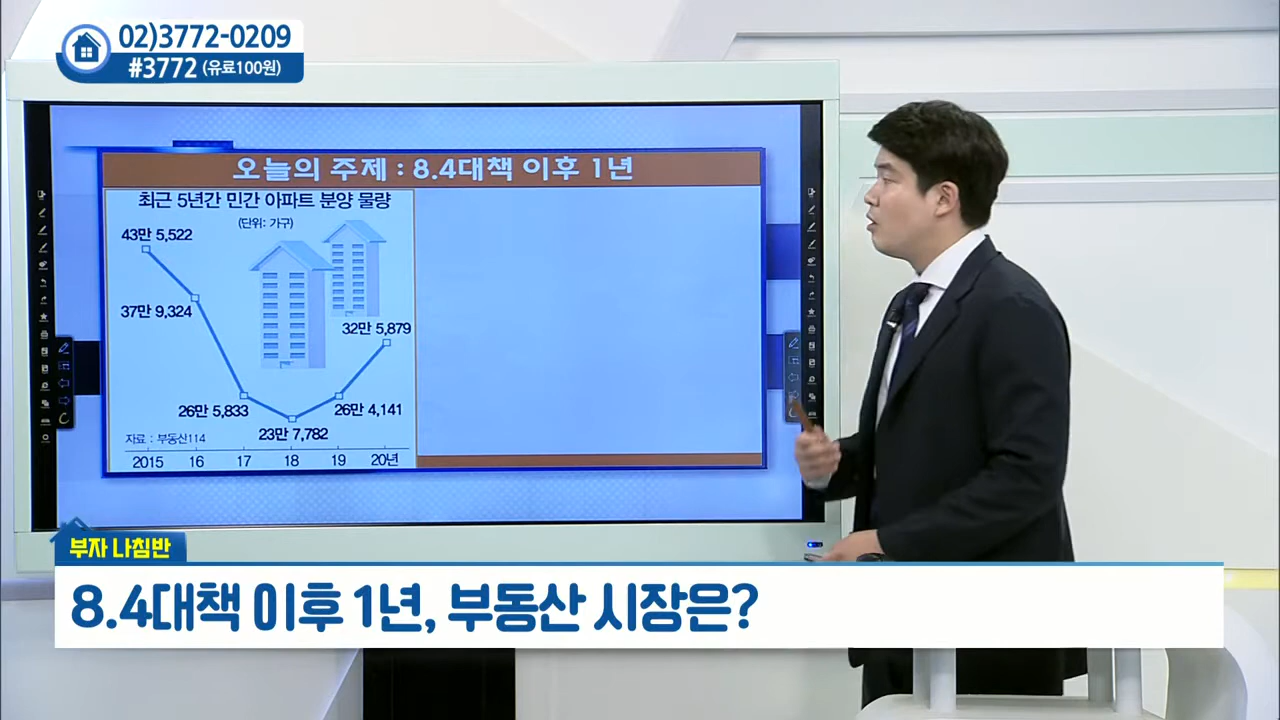 02)3772-0209
#3772 (유료100원)
오늘의 주제 : 8.4대책 이후 1년
최근 5년간 민간 아파트 분양 물량
(단위: 가구)
43만 5,522
37만 9,324
32만 5,879
26만 5,833
26만 4,141
23만 7,782
자료 : 부동산114
2015 16 17 18 19 20년
부자 나침반
8.4대책 이후 1년, 부동산 시장은?